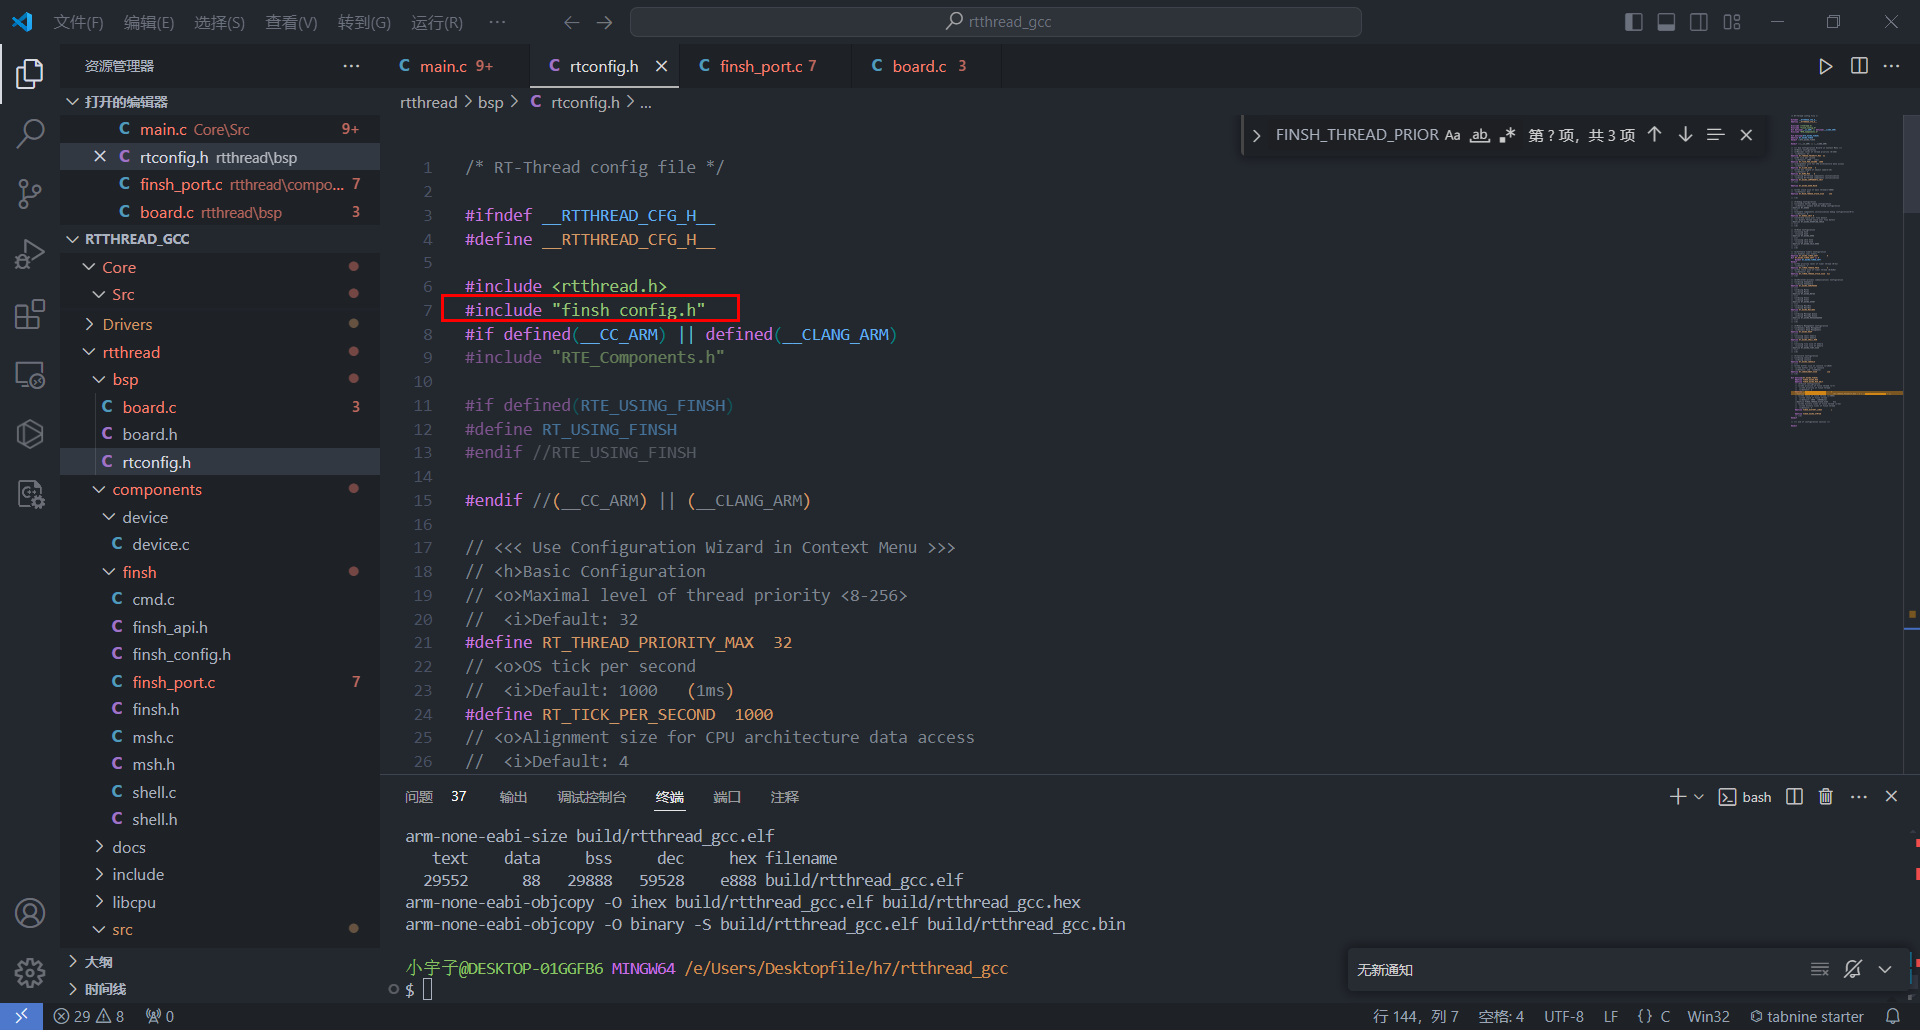 文件(F) 编辑(E) 选择(S) 查看(V) 转到(G) 运行(R) ··· rtthread_gcc
资源管理器 ···
打开的编辑器
C main.c Core\Src 9+
C rtconfig.h rtthread\bsp
C finsh_port.c rtthread\compo... 7
C board.c rtthread\bsp 3
RTTHREAD_GCC
Core
Src
Drivers
rtthread
bsp
C board.c 3
C board.h
C rtconfig.h
components
device
C device.c
finsh
C cmd.c
C finsh_api.h
C finsh_config.h
C finsh_port.c 7
C finsh.h
C msh.c
C msh.h
C shell.c
C shell.h
docs
include
libcpu
src
大纲
时间线
C main.c 9+ C rtconfig.h C finsh_port.c 7 C board.c 3 ···
rtthread > bsp > C rtconfig.h > ...
FINSH_THREAD_PRIOR Aa ab .* 第 ? 项，共 3 项
1 /* RT-Thread config file */
2
3 #ifndef __RTTHREAD_CFG_H__
4 #define __RTTHREAD_CFG_H__
5
6 #include <rtthread.h>
7 #include "finsh_config.h"
8 #if defined(__CC_ARM) || defined(__CLANG_ARM)
9 #include "RTE_Components.h"
10
11 #if defined(RTE_USING_FINSH)
12 #define RT_USING_FINSH
13 #endif //RTE_USING_FINSH
14
15 #endif //(__CC_ARM) || (__CLANG_ARM)
16
17 // <<< Use Configuration Wizard in Context Menu >>>
18 // <h>Basic Configuration
19 // <o>Maximal level of thread priority <8-256>
20 //  <i>Default: 32
21 #define RT_THREAD_PRIORITY_MAX  32
22 // <o>OS tick per second
23 //  <i>Default: 1000   (1ms)
24 #define RT_TICK_PER_SECOND  1000
25 // <o>Alignment size for CPU architecture data access
26 //  <i>Default: 4
问题 37 输出 调试控制台 终端 端口 注释 bash ···
arm-none-eabi-size build/rtthread_gcc.elf
text data bss dec hex filename
29552 88 29888 59528 e888 build/rtthread_gcc.elf
arm-none-eabi-objcopy -O ihex build/rtthread_gcc.elf build/rtthread_gcc.hex
arm-none-eabi-objcopy -O binary -S build/rtthread_gcc.elf build/rtthread_gcc.bin
小宇子@DESKTOP-01GGFB6 MINGW64 /e/Users/Desktopfile/h7/rtthread_gcc
$
无新通知
29 8 0 行 144，列 7 空格: 4 UTF-8 LF {} C Win32 tabnine starter